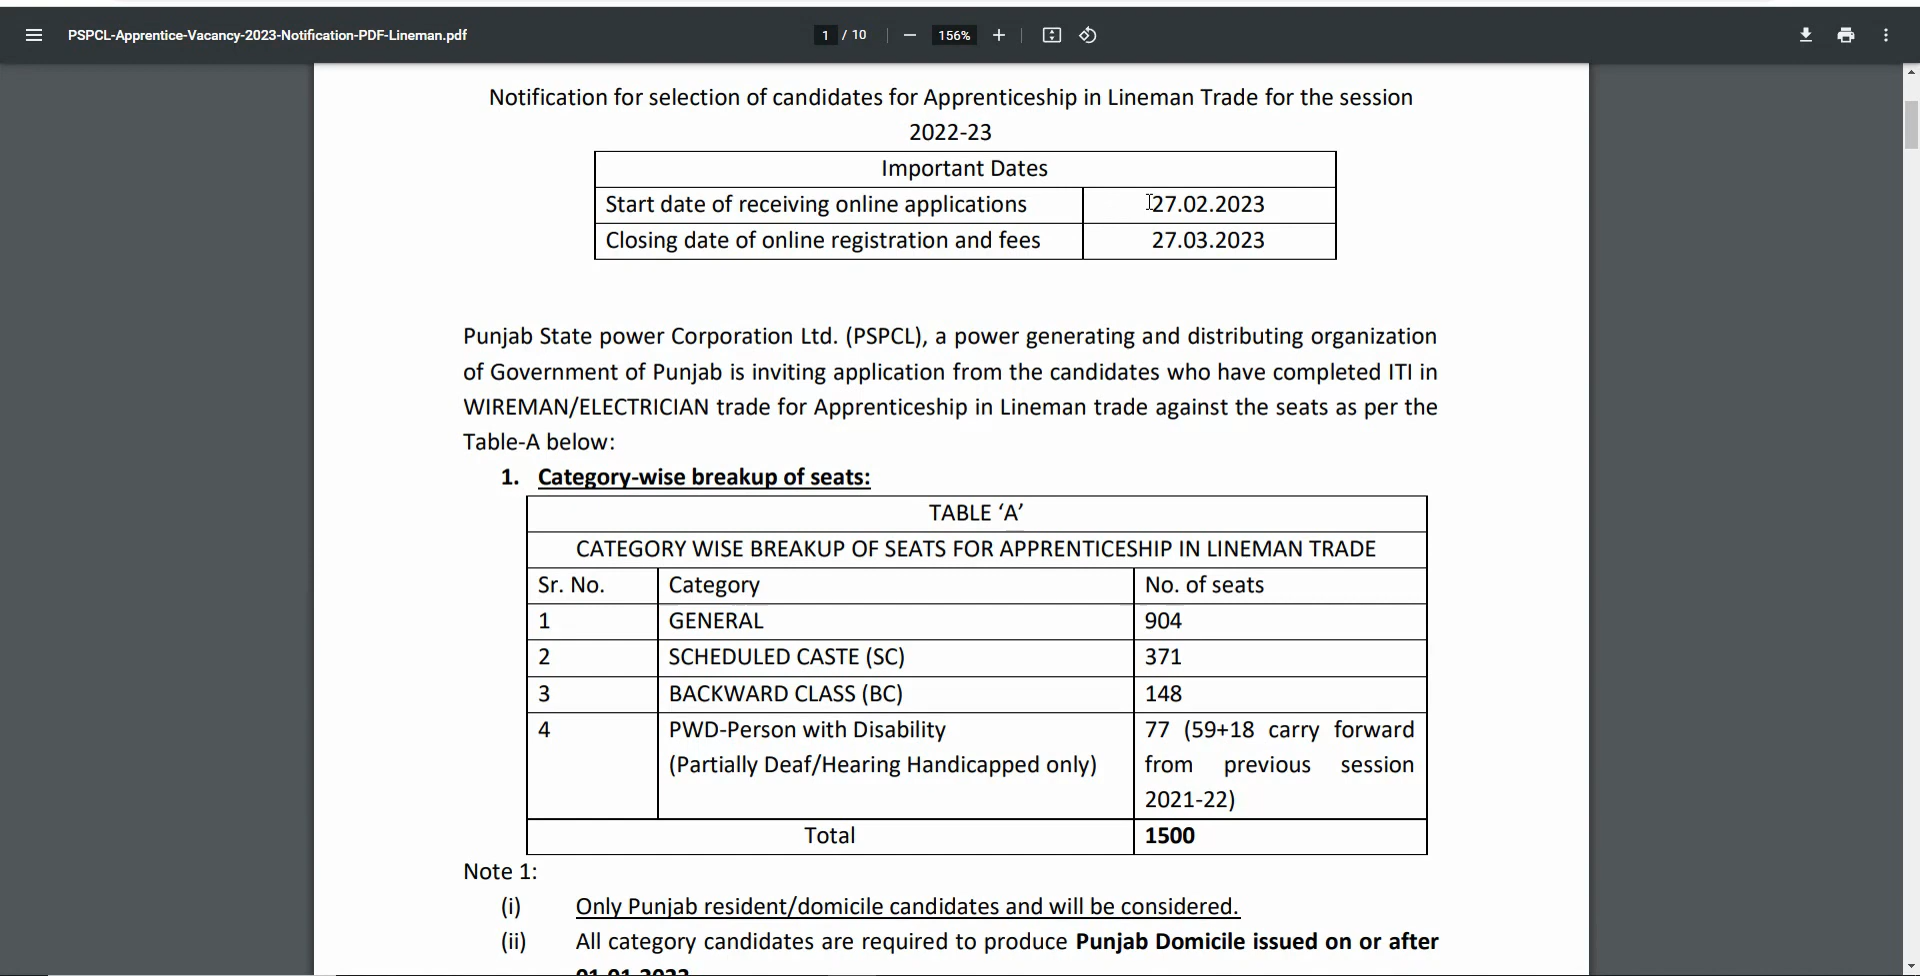 PSPCL-Apprentice-Vacancy-2023-Notification-PDF-Lineman.pdf
1 / 10
156%
Notification for selection of candidates for Apprenticeship in Lineman Trade for the session
2022-23
Important Dates
Start date of receiving online applications 27.02.2023
Closing date of online registration and fees 27.03.2023
Punjab State power Corporation Ltd. (PSPCL), a power generating and distributing organization
of Government of Punjab is inviting application from the candidates who have completed ITI in
WIREMAN/ELECTRICIAN trade for Apprenticeship in Lineman trade against the seats as per the
Table-A below:
1. Category-wise breakup of seats:
TABLE ‘A’
CATEGORY WISE BREAKUP OF SEATS FOR APPRENTICESHIP IN LINEMAN TRADE
Sr. No. Category No. of seats
1 GENERAL 904
2 SCHEDULED CASTE (SC) 371
3 BACKWARD CLASS (BC) 148
4 PWD-Person with Disability 77 (59+18 carry forward
(Partially Deaf/Hearing Handicapped only) from previous session
2021-22)
Total 1500
Note 1:
(i) Only Punjab resident/domicile candidates and will be considered.
(ii) All category candidates are required to produce Punjab Domicile issued on or after